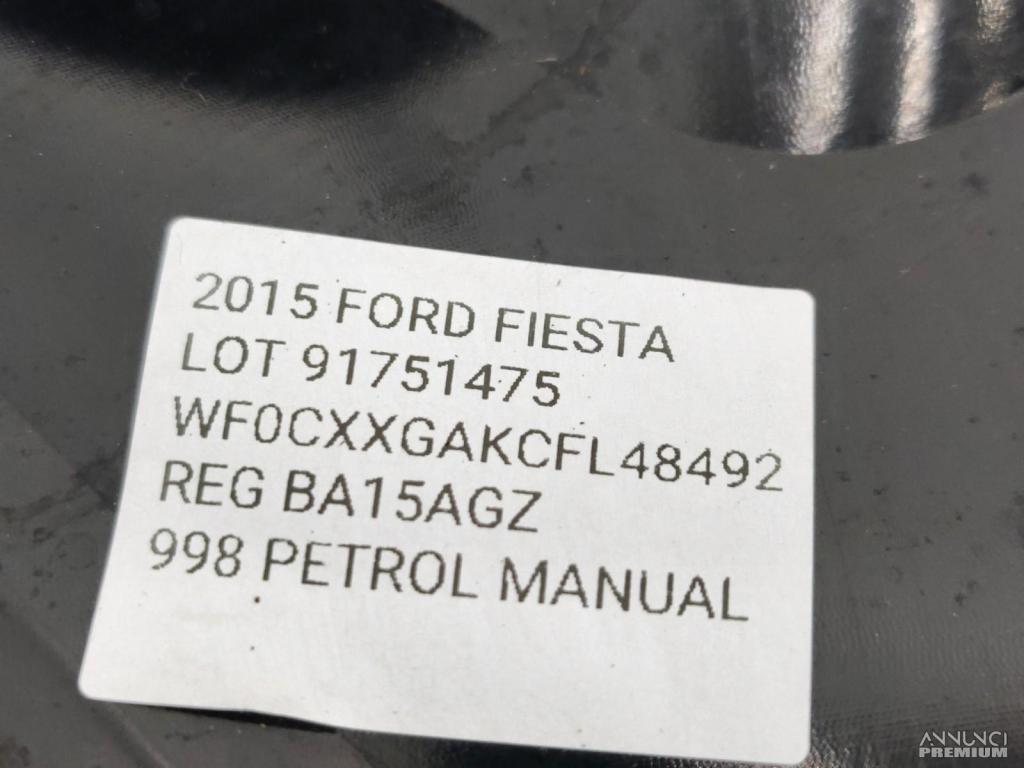 2015 FORD FIESTA
LOT 91751475
WF0CXXGAKCFL48492
REG BA15AGZ
998 PETROL MANUAL
ANNUNCI
PREMIUM